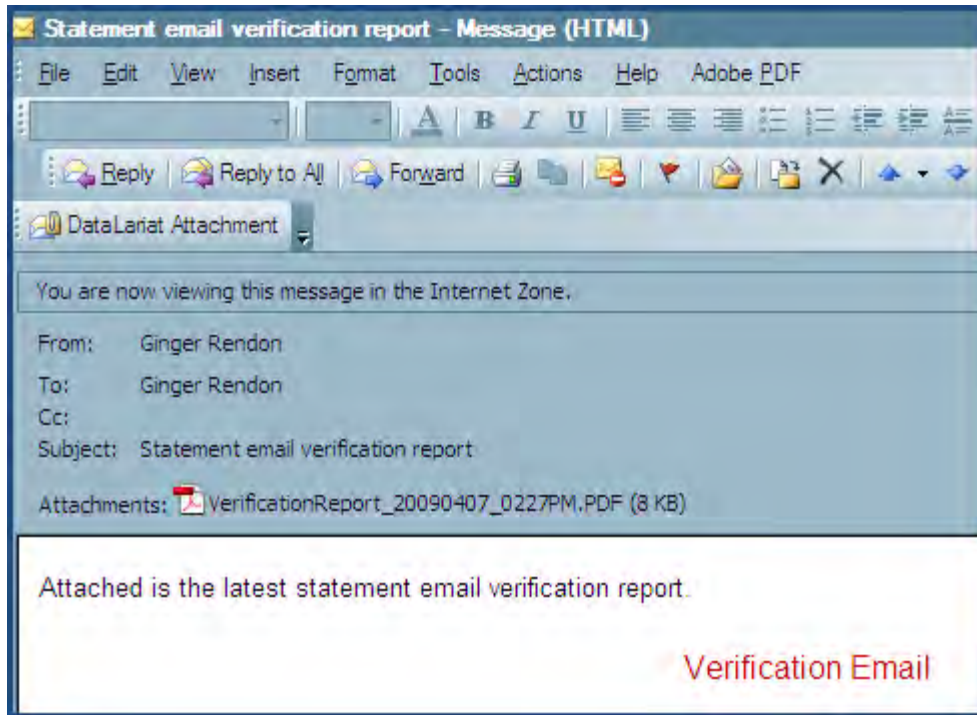 Statement email verification report - Message (HTML)
File Edit View Insert Format Tools Actions Help Adobe PDF
A B I U
Reply Reply to All Forward
DataLariat Attachment
You are now viewing this message in the Internet Zone.
From: Ginger Rendon
To: Ginger Rendon
Cc:
Subject: Statement email verification report
Attachments: VerificationReport_20090407_0227PM.PDF (8 KB)
Attached is the latest statement email verification report.
Verification Email